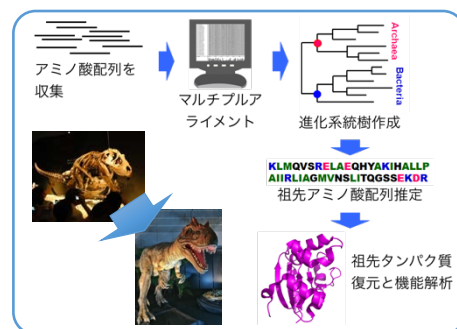 アミノ酸配列を
収集
マルチプルア
ライメント
Archaea
Bacteria
進化系統樹作成
KLMQVSRELAEQHYAKIHALLP
AIIRLIAGMVNSLITQGSSEKDR
祖先アミノ酸配列推定
祖先タンパク質
復元と機能解析